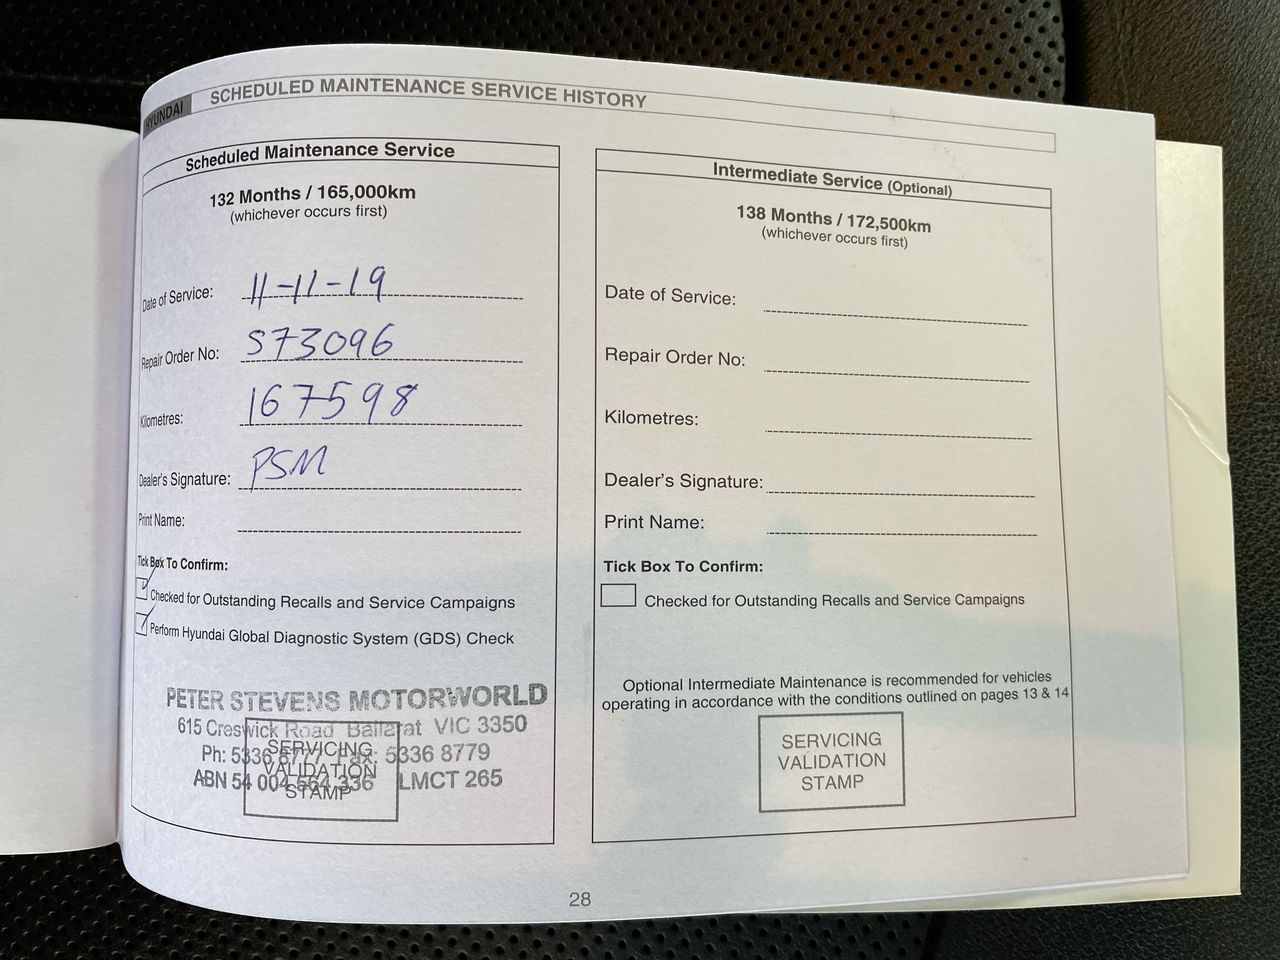 HYUNDAI
SCHEDULED MAINTENANCE SERVICE HISTORY
Scheduled Maintenance Service
132 Months / 165,000km
(whichever occurs first)
Date of Service: 11-11-19
Repair Order No: S73096
Kilometres: 167598
Dealer's Signature: PSM
Print Name:
Tick Box To Confirm:
Checked for Outstanding Recalls and Service Campaigns
Perform Hyundai Global Diagnostic System (GDS) Check
PETER STEVENS MOTORWORLD
615 Creswick Road Ballarat VIC 3350
Ph: 5336 8777 Fax: 5336 8779
ABN 54 004 564 336 LMCT 265
SERVICING
VALIDATION
STAMP
Intermediate Service (Optional)
138 Months / 172,500km
(whichever occurs first)
Date of Service:
Repair Order No:
Kilometres:
Dealer's Signature:
Print Name:
Tick Box To Confirm:
Checked for Outstanding Recalls and Service Campaigns
Optional Intermediate Maintenance is recommended for vehicles
operating in accordance with the conditions outlined on pages 13 & 14
SERVICING
VALIDATION
STAMP
28